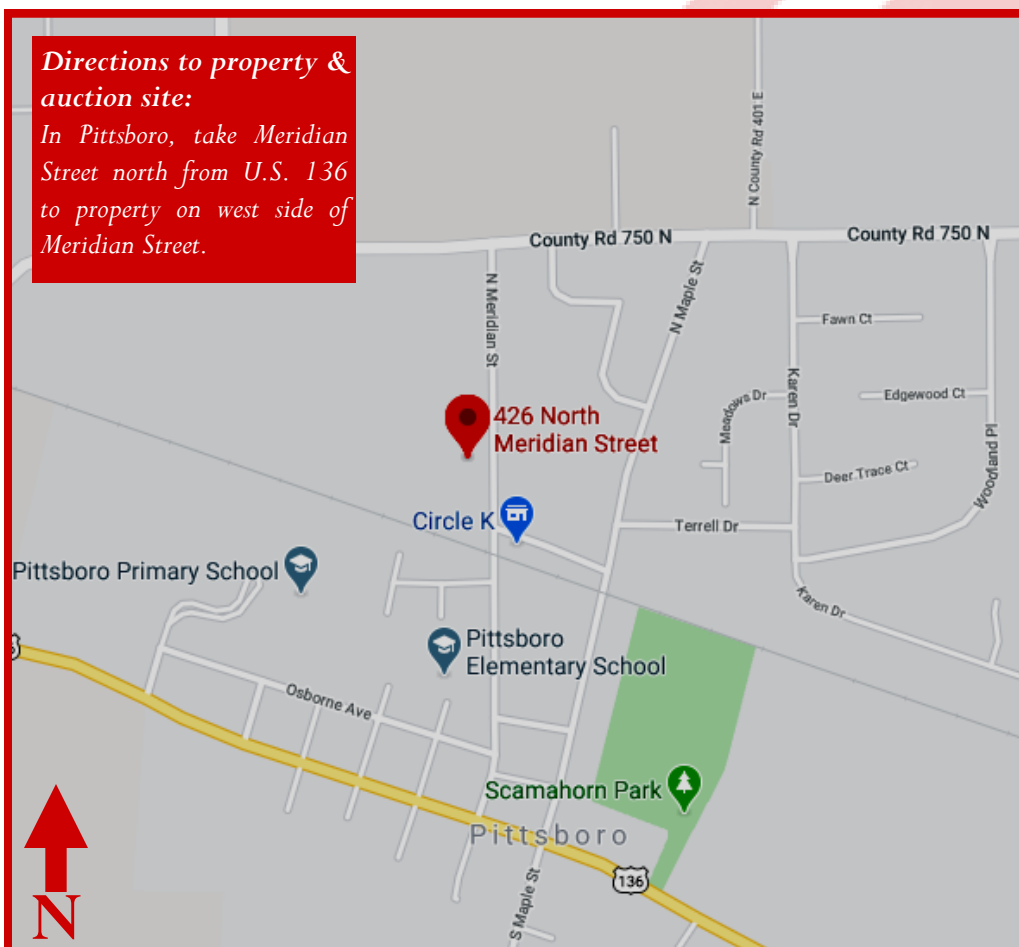 Directions to property &
auction site:
In Pittsboro, take Meridian
Street north from U.S. 136
to property on west side of
Meridian Street.
N County Rd 401 E
County Rd 750 N
County Rd 750 N
N Meridian St
N Maple St
Fawn Ct
Edgewood Ct
Meadows Dr
Karen Dr
426 North
Meridian Street
Woodland Pl
Deer Trace Ct
Circle K
Terrell Dr
Pittsboro Primary School
Karen Dr
Pittsboro
Elementary School
Osborne Ave
Scamahorn Park
Pittsboro
136
S Maple St
N